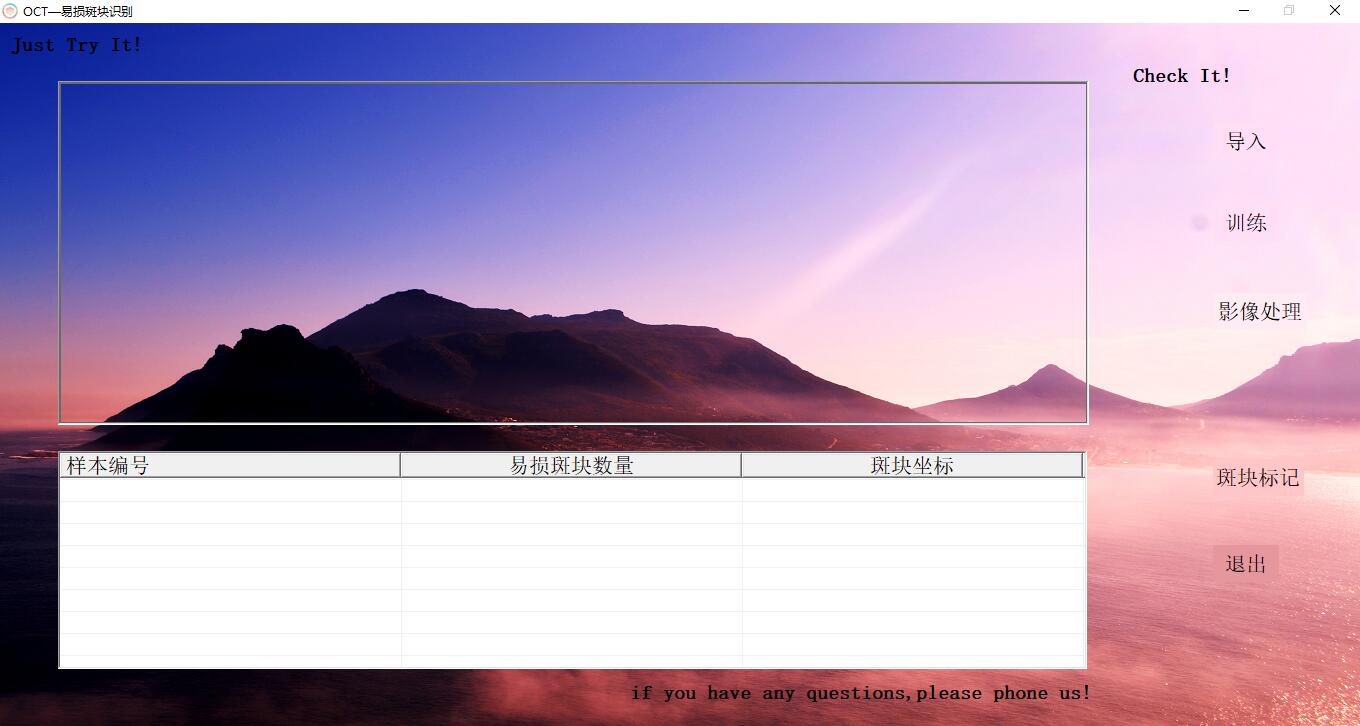 OCT—易损斑块识别
Just Try It!
Check It!
导入
训练
影像处理
样本编号 易损斑块数量 斑块坐标
斑块标记
退出
if you have any questions,please phone us!